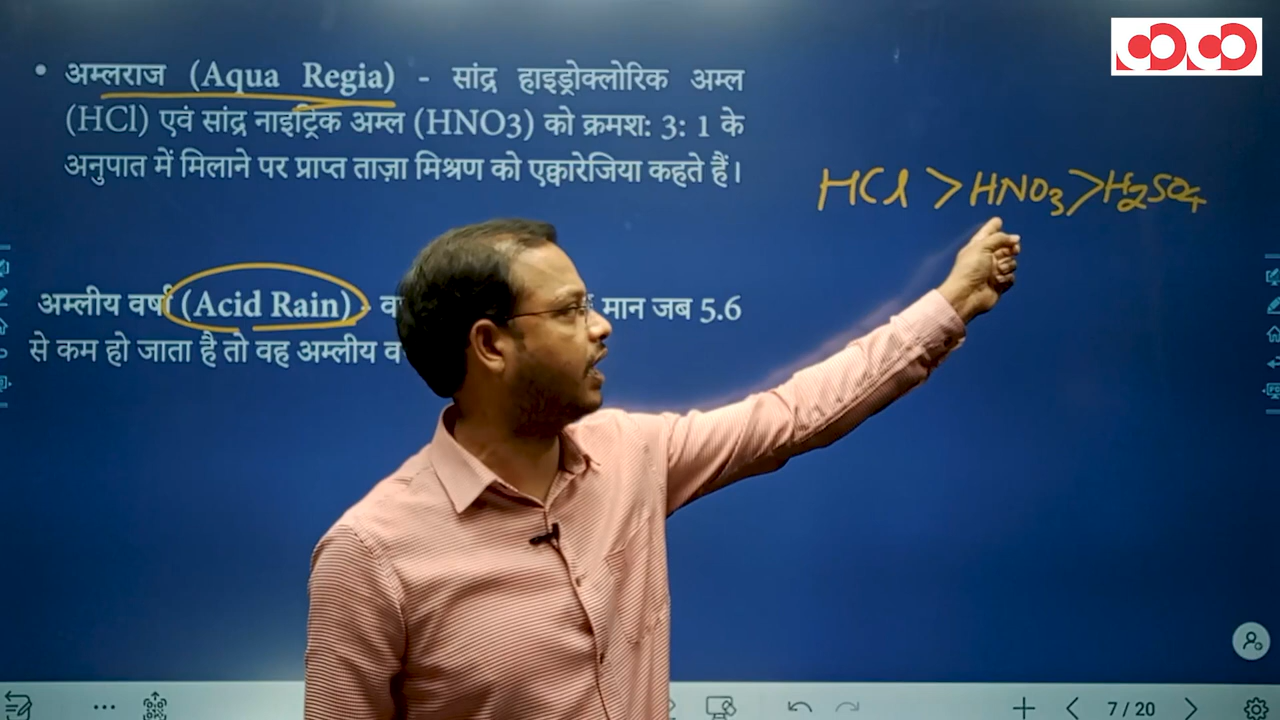 • अम्लराज (Aqua Regia) - सांद्र हाइड्रोक्लोरिक अम्ल
(HCl) एवं सांद्र नाइट्रिक अम्ल (HNO3) को क्रमश: 3: 1 के
अनुपात में मिलाने पर प्राप्त ताज़ा मिश्रण को एक्वारेजिया कहते हैं।
HCl > HNO3 > H2SO4
अम्लीय वर्षा (Acid Rain) मान जब 5.6
से कम हो जाता है तो वह अम्लीय
7 / 20